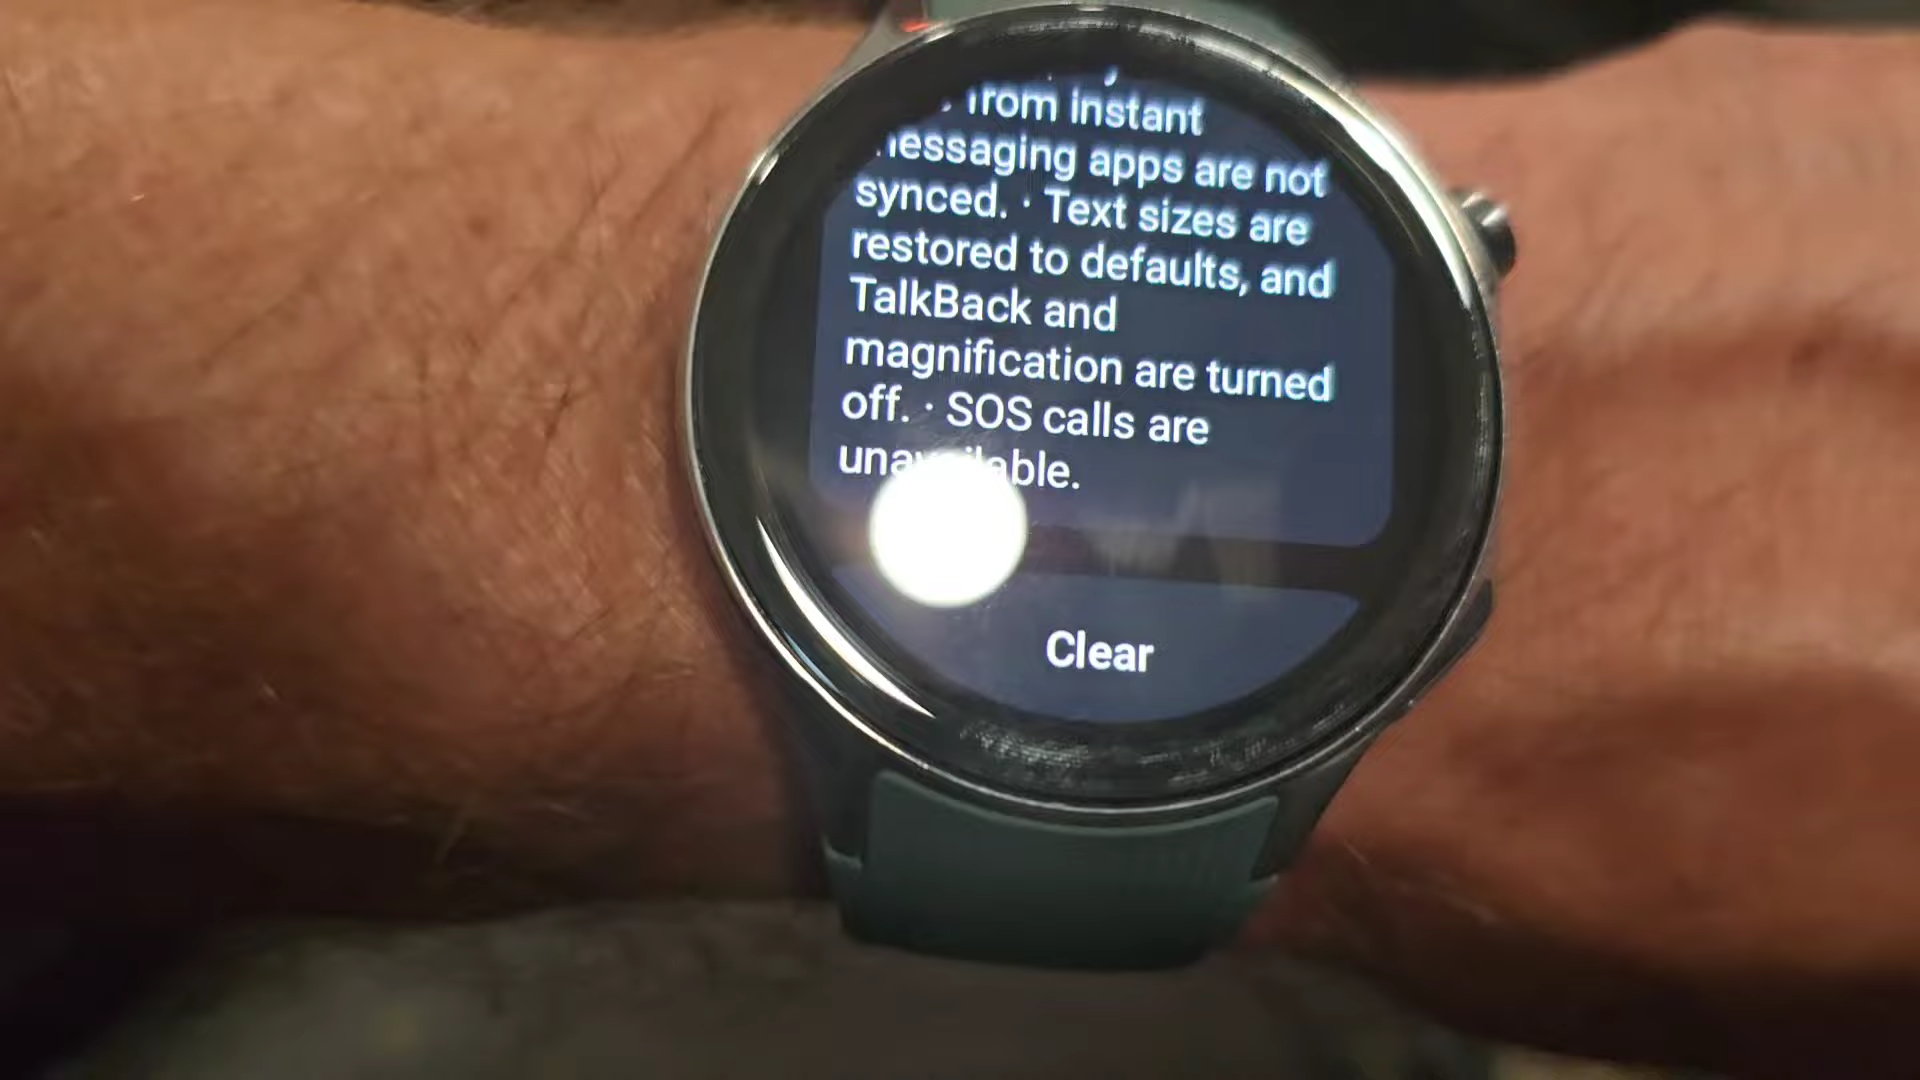 from instant
messaging apps are not
synced. · Text sizes are
restored to defaults, and
TalkBack and
magnification are turned
off. · SOS calls are
unavailable.
Clear